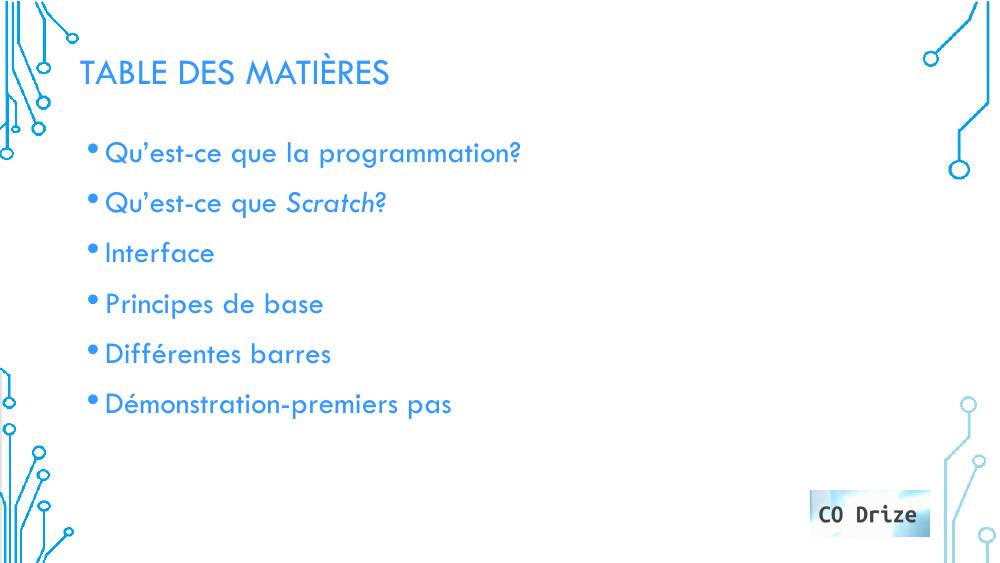 TABLE DES MATIÈRES
• Qu’est-ce que la programmation?
• Qu’est-ce que Scratch?
• Interface
• Principes de base
• Différentes barres
• Démonstration-premiers pas
CO Drize